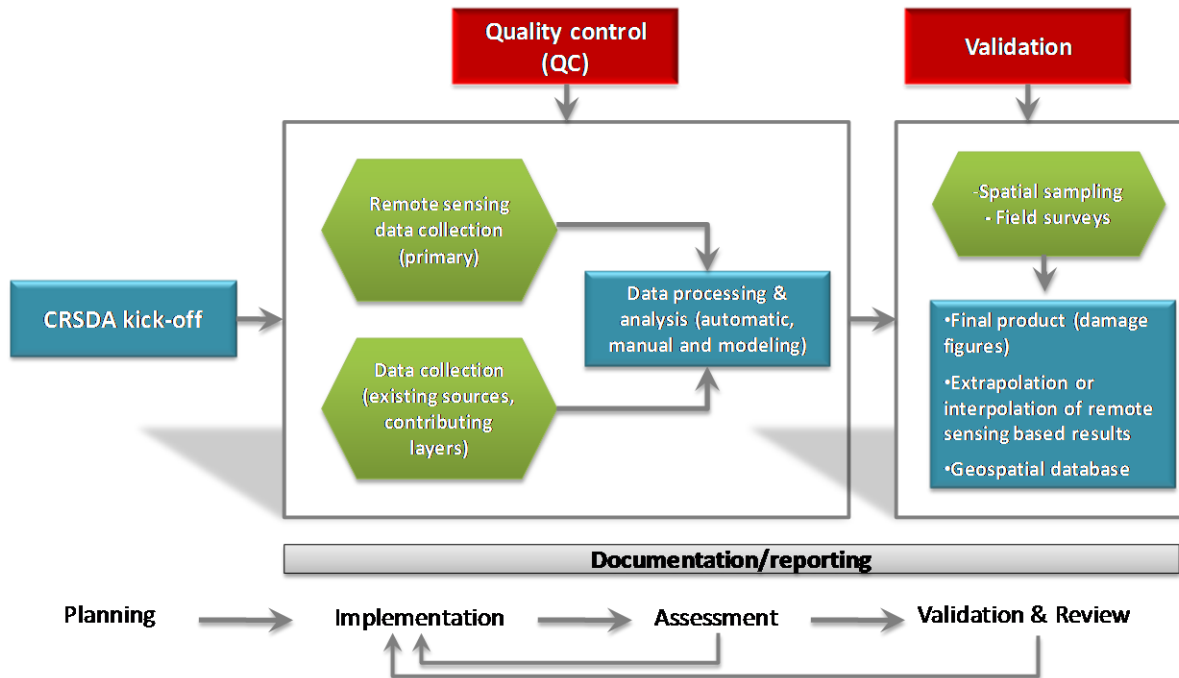 Quality control
(QC)
Validation
Remote sensing
data collection
(primary)
-Spatial sampling
- Field surveys
CRSDA kick-off
Data processing &
analysis (automatic,
manual and modeling)
•Final product (damage
figures)
•Extrapolation or
interpolation of remote
sensing based results
•Geospatial database
Data collection
(existing sources,
contributing
layers)
Documentation/reporting
Planning
Implementation
Assessment
Validation & Review